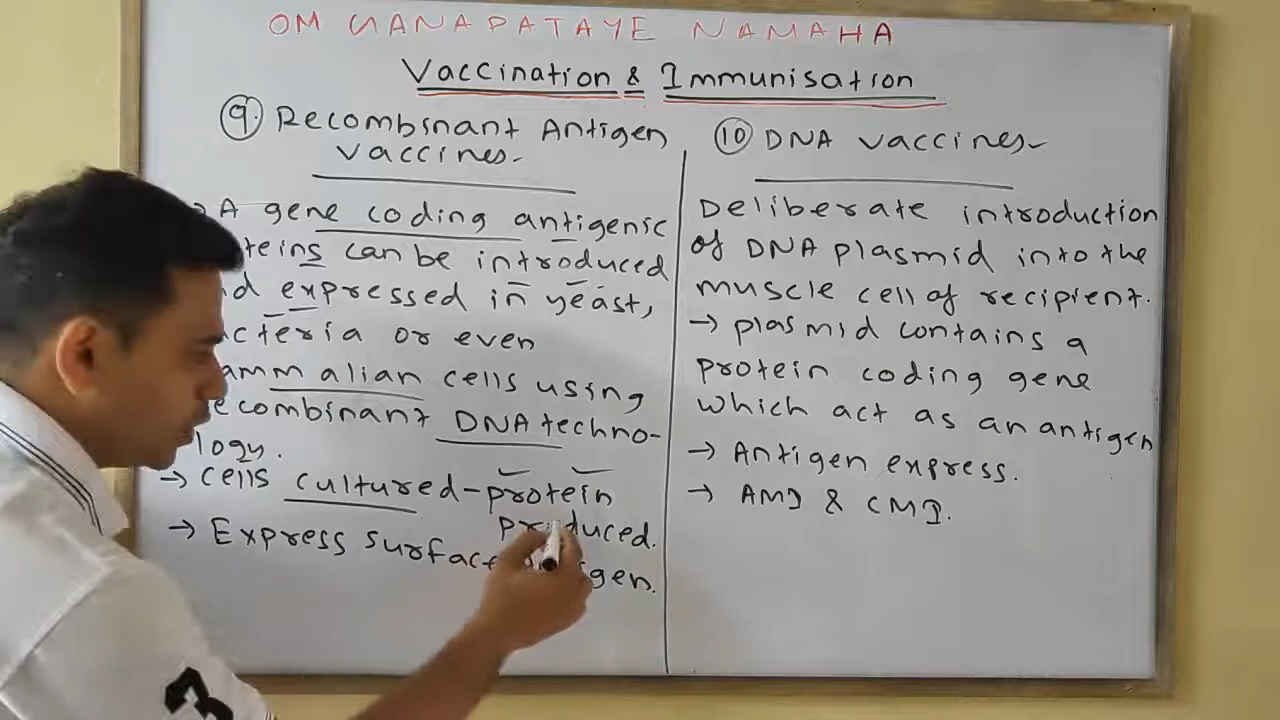 OM GANAPATAYE NAMAHA
Vaccination & Immunisation
⑨ Recombinant Antigen
vaccines-
→ A gene coding antigenic
teins can be introduced
d expressed in yeast,
cteria or even
ammalian cells using
ecombinant DNA techno-
logy.
→ cells cultured-protein
produced.
→ Express surface gen.
⑩ DNA vaccines-
Deliberate introduction
of DNA plasmid into the
muscle cell of recipient.
→ plasmid contains a
protein coding gene
which act as an antigen
→ Antigen express.
→ AMI & CMI.
3